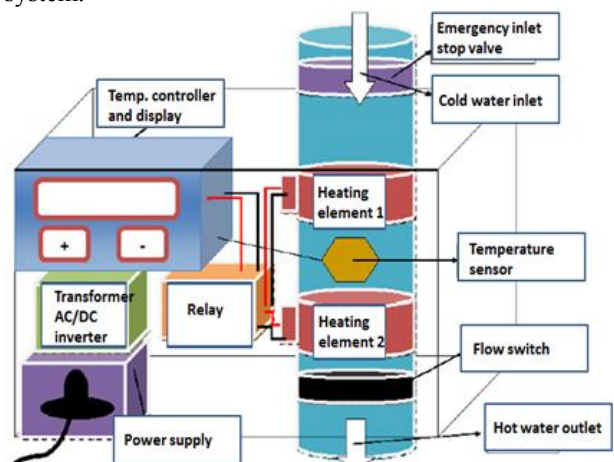 system.
Emergency inlet
stop valve
Temp. controller
and display
Cold water inlet
Heating
element 1
+ -
Temperature
sensor
Transformer
AC/DC
inverter
Relay
Heating
element 2
Flow switch
Power supply
Hot water outlet